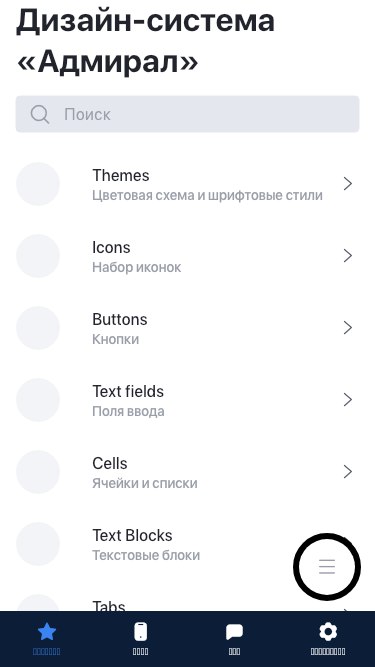 Дизайн-система
«Адмирал»
Поиск
Themes
Цветовая схема и шрифтовые стили
Icons
Набор иконок
Buttons
Кнопки
Text fields
Поля ввода
Cells
Ячейки и списки
Text Blocks
Текстовые блоки
Tabs